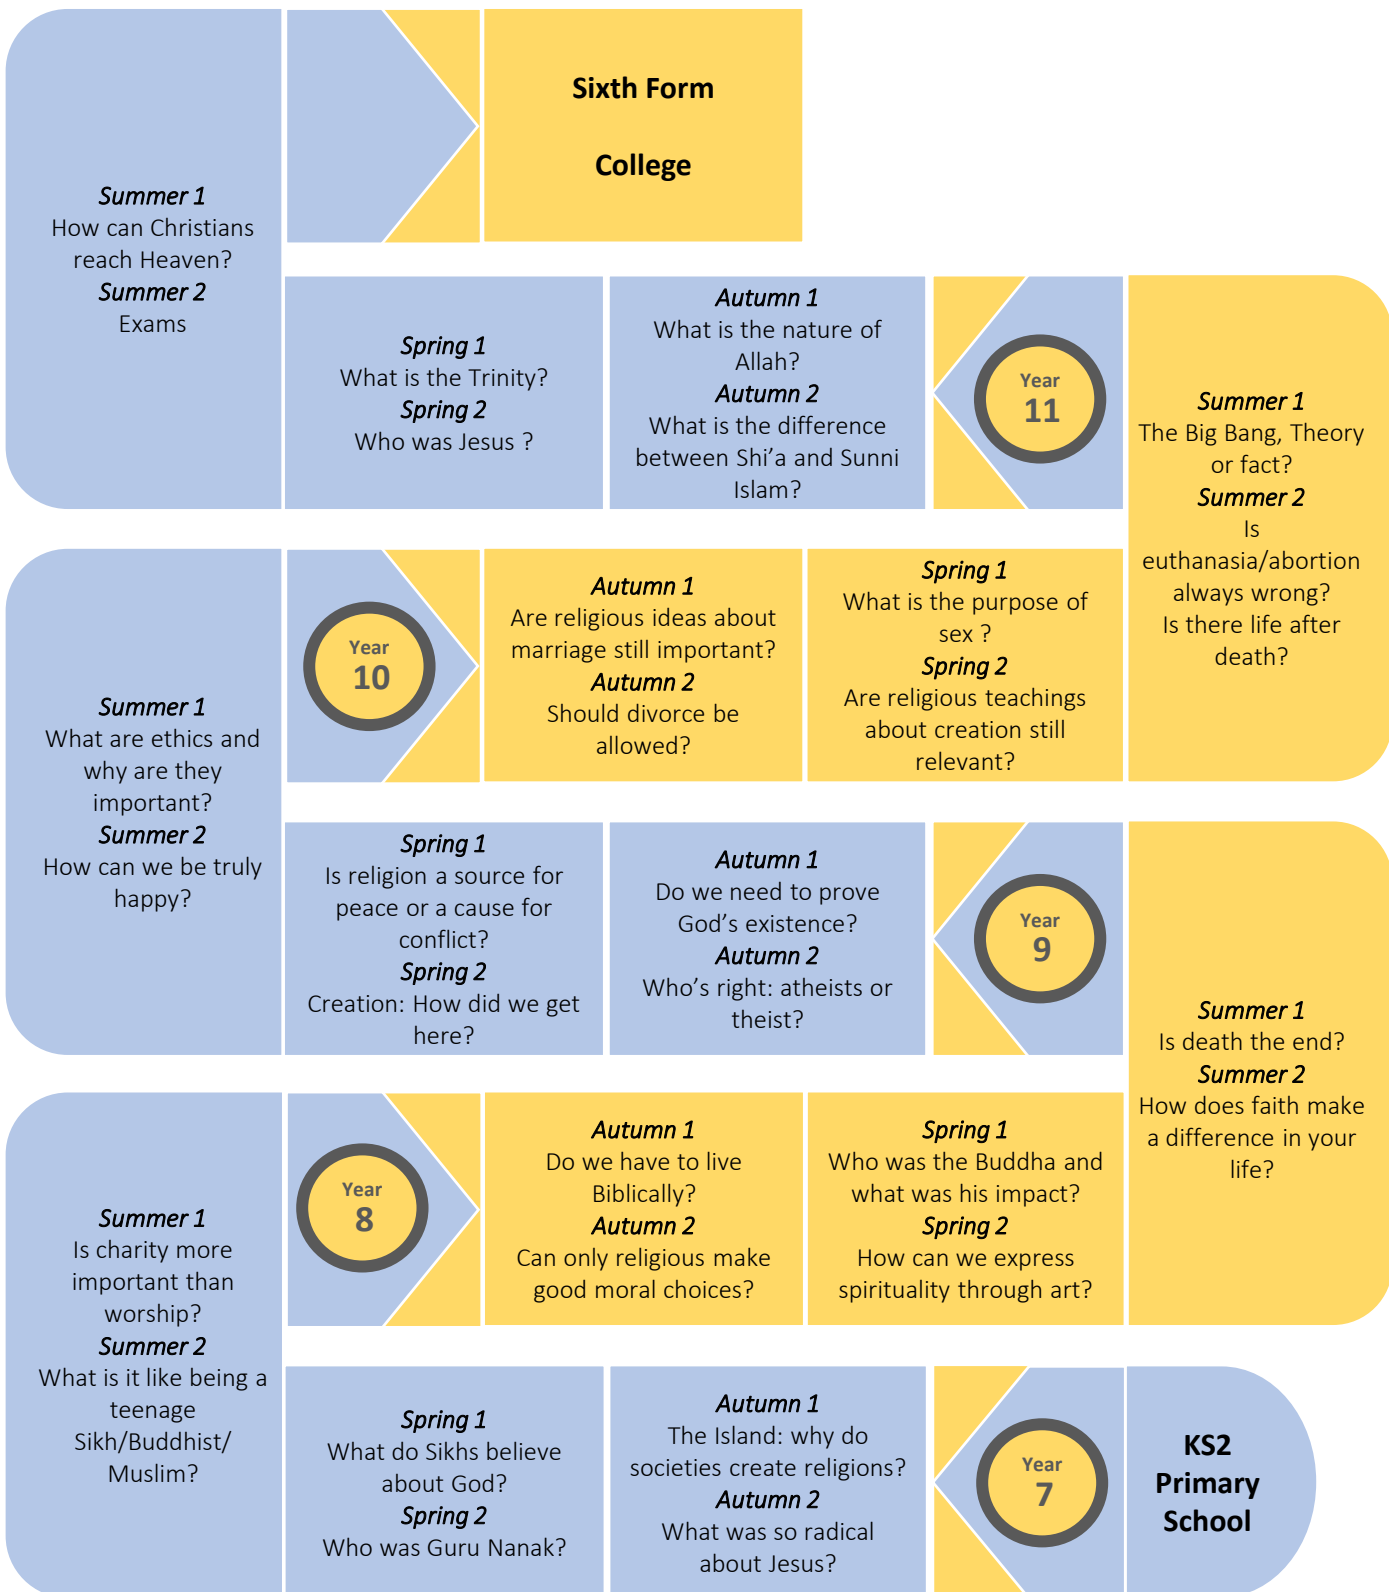 Sixth Form
College
Summer 1
How can Christians
reach Heaven?
Summer 2
Exams
Spring 1
What is the Trinity?
Spring 2
Who was Jesus ?
Autumn 1
What is the nature of
Allah?
Autumn 2
What is the difference
between Shi’a and Sunni
Islam?
Year
11
Summer 1
The Big Bang, Theory
or fact?
Summer 2
Is
euthanasia/abortion
always wrong?
Is there life after
death?
Year
10
Autumn 1
Are religious ideas about
marriage still important?
Autumn 2
Should divorce be
allowed?
Spring 1
What is the purpose of
sex ?
Spring 2
Are religious teachings
about creation still
relevant?
Summer 1
What are ethics and
why are they
important?
Summer 2
How can we be truly
happy?
Spring 1
Is religion a source for
peace or a cause for
conflict?
Spring 2
Creation: How did we get
here?
Autumn 1
Do we need to prove
God’s existence?
Autumn 2
Who’s right: atheists or
theist?
Year
9
Summer 1
Is death the end?
Summer 2
How does faith make
a difference in your
life?
Year
8
Autumn 1
Do we have to live
Biblically?
Autumn 2
Can only religious make
good moral choices?
Spring 1
Who was the Buddha and
what was his impact?
Spring 2
How can we express
spirituality through art?
Summer 1
Is charity more
important than
worship?
Summer 2
What is it like being a
teenage
Sikh/Buddhist/
Muslim?
Spring 1
What do Sikhs believe
about God?
Spring 2
Who was Guru Nanak?
Autumn 1
The Island: why do
societies create religions?
Autumn 2
What was so radical
about Jesus?
Year
7
KS2
Primary
School